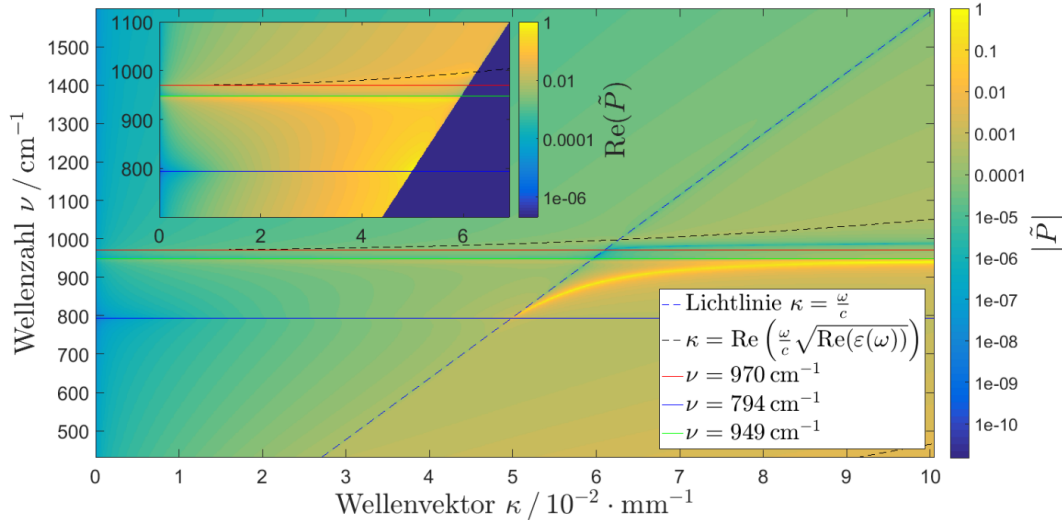 1500
1400
1300
1200
1100
1000
900
800
700
600
500
Wellenzahl ν / cm⁻¹
1100
1000
900
800
0 2 4 6
1
0.01
0.0001
1e-06
Re(P̃)
Lichtlinie κ = ω/c
κ = Re(ω/c √Re(ε(ω)))
ν = 970 cm⁻¹
ν = 794 cm⁻¹
ν = 949 cm⁻¹
0 1 2 3 4 5 6 7 8 9 10
Wellenvektor κ / 10⁻² · mm⁻¹
1
0.1
0.01
0.001
0.0001
1e-05
1e-06
1e-07
1e-08
1e-09
1e-10
|P̃|